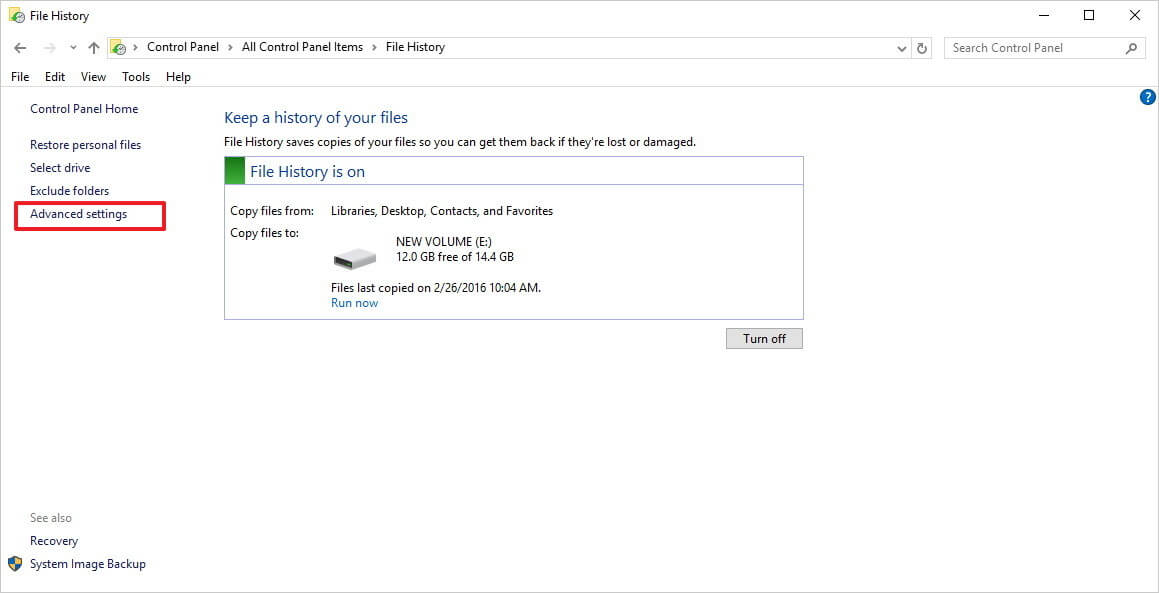 File History
Control Panel › All Control Panel Items › File History
Search Control Panel
File Edit View Tools Help
?
Control Panel Home
Restore personal files
Select drive
Exclude folders
Advanced settings
Keep a history of your files
File History saves copies of your files so you can get them back if they're lost or damaged.
File History is on
Copy files from: Libraries, Desktop, Contacts, and Favorites
Copy files to:
NEW VOLUME (E:)
12.0 GB free of 14.4 GB
Files last copied on 2/26/2016 10:04 AM.
Run now
Turn off
See also
Recovery
System Image Backup